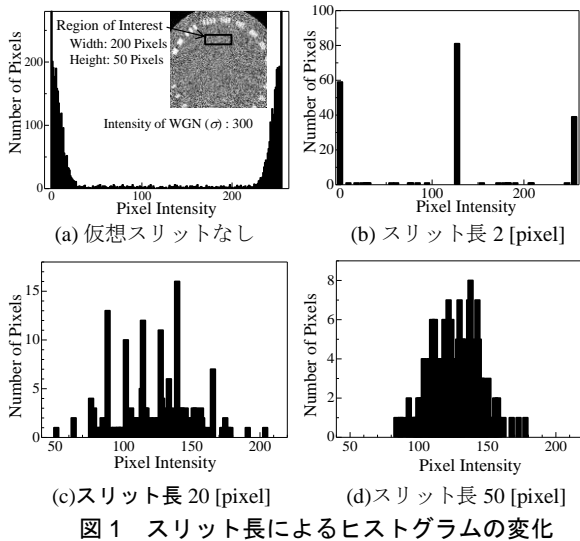 Number of Pixels
200
100
0
Region of Interest
Width: 200 Pixels
Height: 50 Pixels
Intensity of WGN (σ) : 300
0 100 200
Pixel Intensity
(a) 仮想スリットなし
Number of Pixels
100
80
60
40
20
0
0 100 200
Pixel Intensity
(b) スリット長 2 [pixel]
Number of Pixels
15
10
5
0
50 100 150 200
Pixel Intensity
(c)スリット長 20 [pixel]
Number of Pixels
8
6
4
2
0
50 100 150 200
Pixel Intensity
(d)スリット長 50 [pixel]
図 1 スリット長によるヒストグラムの変化